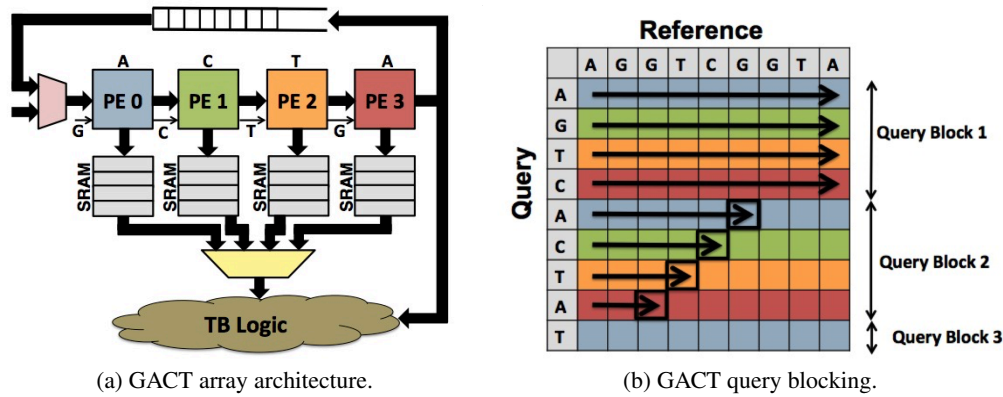 A C T A
PE 0 PE 1 PE 2 PE 3
G C T G
SRAM SRAM SRAM SRAM
TB Logic
(a) GACT array architecture.
Reference
A G G T C G G T A
Query
A
G
T
C
A
C
T
A
T
Query Block 1
Query Block 2
Query Block 3
(b) GACT query blocking.